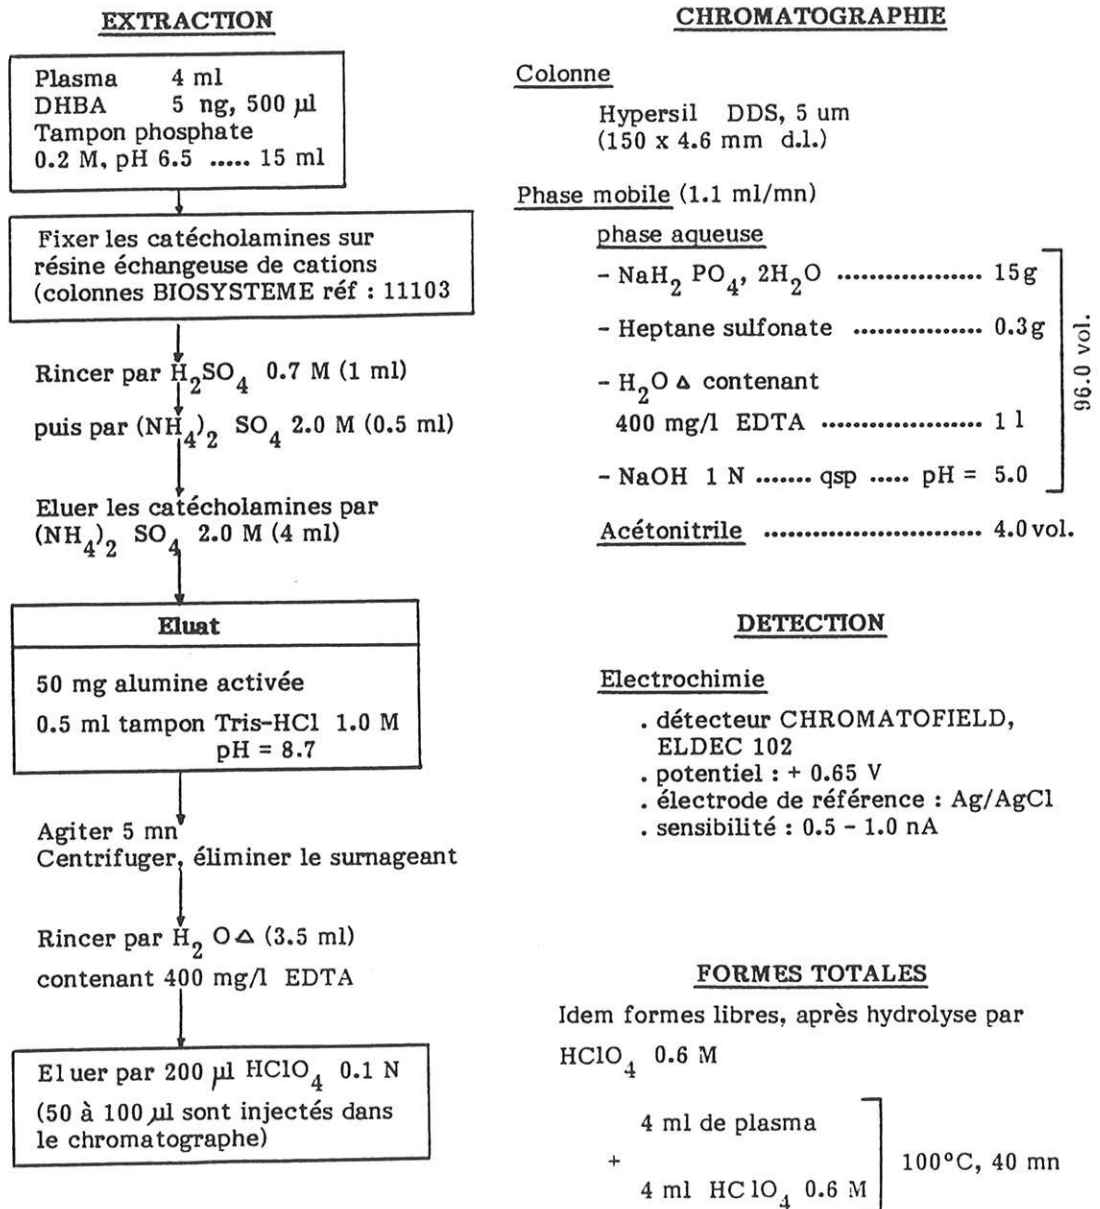 EXTRACTION
Plasma 4 ml
DHBA 5 ng, 500 µl
Tampon phosphate
0.2 M, pH 6.5 ..... 15 ml
Fixer les catécholamines sur
résine échangeuse de cations
(colonnes BIOSYSTEME réf : 11103
Rincer par H2SO4 0.7 M (1 ml)
puis par (NH4)2 SO4 2.0 M (0.5 ml)
Eluer les catécholamines par
(NH4)2 SO4 2.0 M (4 ml)
Eluat
50 mg alumine activée
0.5 ml tampon Tris-HCl 1.0 M
pH = 8.7
Agiter 5 mn
Centrifuger, éliminer le surnageant
Rincer par H2 O Δ (3.5 ml)
contenant 400 mg/l EDTA
Eluer par 200 µl HClO4 0.1 N
(50 à 100 µl sont injectés dans
le chromatographe)
CHROMATOGRAPHIE
Colonne
Hypersil DDS, 5 um
(150 x 4.6 mm d.l.)
Phase mobile (1.1 ml/mn)
phase aqueuse
- NaH2 PO4, 2H2O .................. 15g
- Heptane sulfonate ................ 0.3g
- H2O Δ contenant
400 mg/l EDTA ..................... 1 l
- NaOH 1 N ....... qsp ..... pH = 5.0
96.0 vol.
Acétonitrile ........................... 4.0 vol.
DETECTION
Electrochimie
. détecteur CHROMATOFIELD,
ELDEC 102
. potentiel : + 0.65 V
. électrode de référence : Ag/AgCl
. sensibilité : 0.5 - 1.0 nA
FORMES TOTALES
Idem formes libres, après hydrolyse par
HClO4 0.6 M
4 ml de plasma
+
4 ml HClO4 0.6 M
100°C, 40 mn